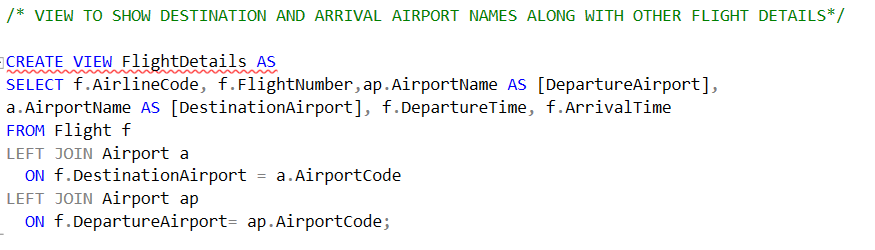 /* VIEW TO SHOW DESTINATION AND ARRIVAL AIRPORT NAMES ALONG WITH OTHER FLIGHT DETAILS*/
CREATE VIEW FlightDetails AS
SELECT f.AirlineCode, f.FlightNumber,ap.AirportName AS [DepartureAirport],
a.AirportName AS [DestinationAirport], f.DepartureTime, f.ArrivalTime
FROM Flight f
LEFT JOIN Airport a
ON f.DestinationAirport = a.AirportCode
LEFT JOIN Airport ap
ON f.DepartureAirport= ap.AirportCode;